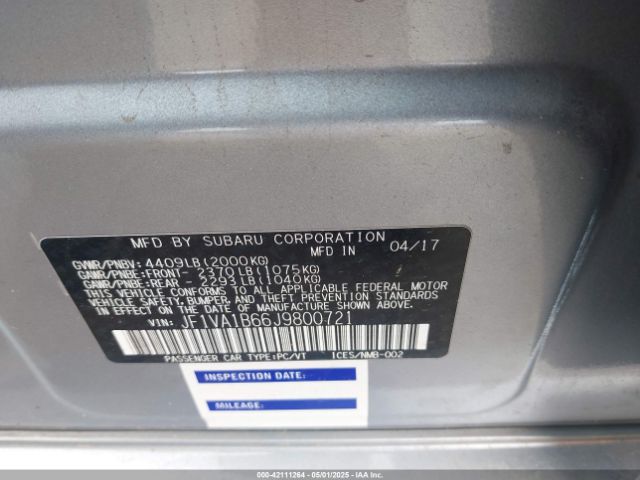 MFD BY SUBARU CORPORATION
MFD IN 04/17
GVWR/PNBV: 4409LB(2000KG)
GAWR/PNBE:FRONT- 2370LB(1075KG)
GAWR/PNBE:REAR - 2293LB(1040KG)
THIS VEHICLE CONFORMS TO ALL APPLICABLE FEDERAL MOTOR
VEHICLE SAFETY, BUMPER, AND THEFT PREVENTION STANDARDS
IN EFFECT ON THE DATE OF MANUFACTURE SHOWN ABOVE.
VIN: JF1VA1B66J9800721
PASSENGER CAR TYPE:PC/VT ICES/NMB-002
INSPECTION DATE:
MILEAGE:
000-42111264 - 05/01/2025 - IAAI.com